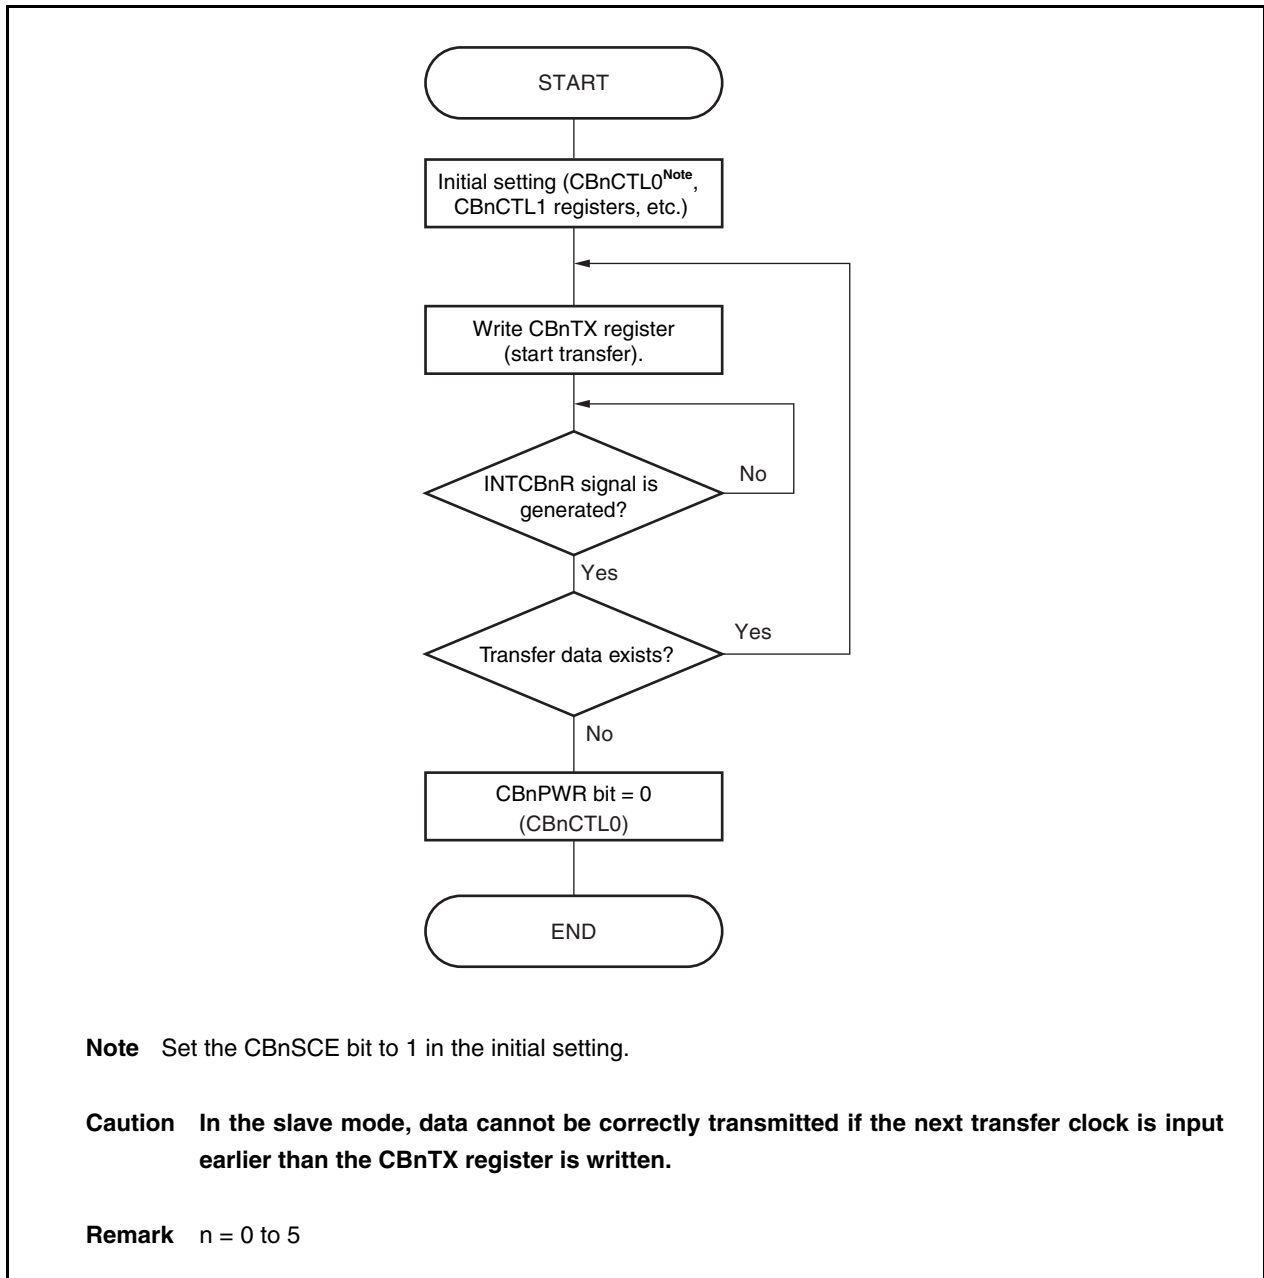 START
Initial setting (CBnCTL0Note,
CBnCTL1 registers, etc.)
Write CBnTX register
(start transfer).
INTCBnR signal is
generated?
No
Yes
Transfer data exists?
Yes
No
CBnPWR bit = 0
(CBnCTL0)
END
Note Set the CBnSCE bit to 1 in the initial setting.
Caution In the slave mode, data cannot be correctly transmitted if the next transfer clock is input
earlier than the CBnTX register is written.
Remark n = 0 to 5